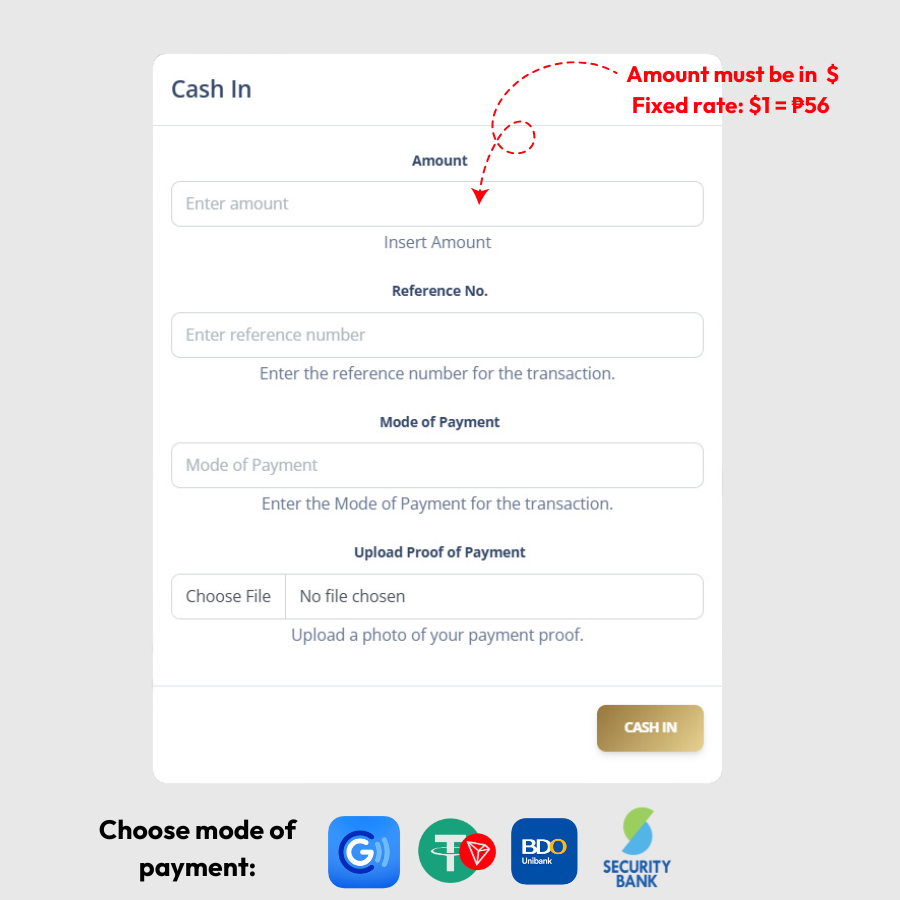 Cash In
Amount must be in $
Fixed rate: $1 = ₱56
Amount
Enter amount
Insert Amount
Reference No.
Enter reference number
Enter the reference number for the transaction.
Mode of Payment
Mode of Payment
Enter the Mode of Payment for the transaction.
Upload Proof of Payment
Choose File No file chosen
Upload a photo of your payment proof.
CASH IN
Choose mode of
payment:
G
T
BDO
Unibank
SECURITY
BANK